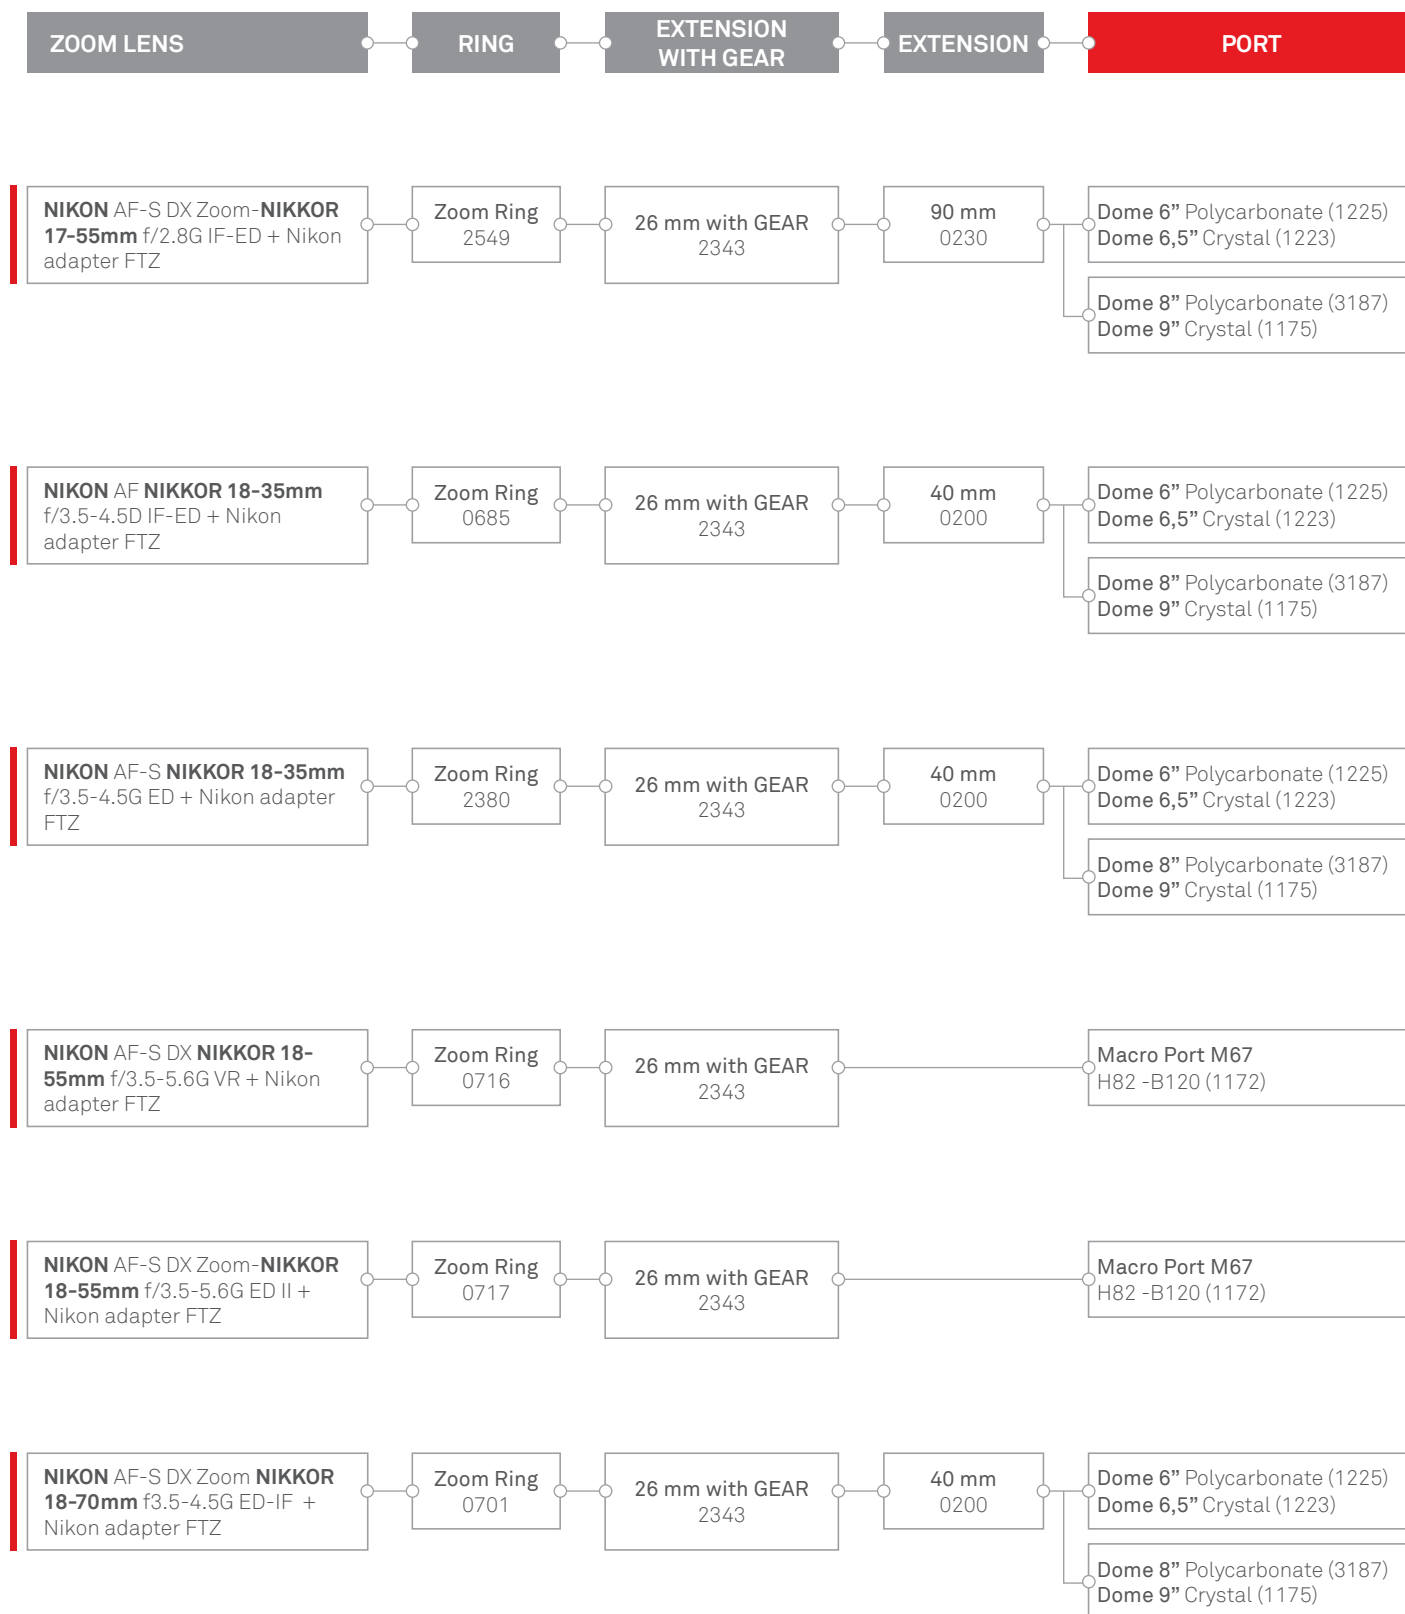 ZOOM LENS
RING
EXTENSION
WITH GEAR
EXTENSION
PORT
NIKON AF-S DX Zoom-NIKKOR
17-55mm f/2.8G IF-ED + Nikon
adapter FTZ
Zoom Ring
2549
26 mm with GEAR
2343
90 mm
0230
Dome 6” Polycarbonate (1225)
Dome 6,5” Crystal (1223)
Dome 8” Polycarbonate (3187)
Dome 9” Crystal (1175)
NIKON AF NIKKOR 18-35mm
f/3.5-4.5D IF-ED + Nikon
adapter FTZ
Zoom Ring
0685
26 mm with GEAR
2343
40 mm
0200
Dome 6” Polycarbonate (1225)
Dome 6,5” Crystal (1223)
Dome 8” Polycarbonate (3187)
Dome 9” Crystal (1175)
NIKON AF-S NIKKOR 18-35mm
f/3.5-4.5G ED + Nikon adapter
FTZ
Zoom Ring
2380
26 mm with GEAR
2343
40 mm
0200
Dome 6” Polycarbonate (1225)
Dome 6,5” Crystal (1223)
Dome 8” Polycarbonate (3187)
Dome 9” Crystal (1175)
NIKON AF-S DX NIKKOR 18-
55mm f/3.5-5.6G VR + Nikon
adapter FTZ
Zoom Ring
0716
26 mm with GEAR
2343
Macro Port M67
H82 -B120 (1172)
NIKON AF-S DX Zoom-NIKKOR
18-55mm f/3.5-5.6G ED II +
Nikon adapter FTZ
Zoom Ring
0717
26 mm with GEAR
2343
Macro Port M67
H82 -B120 (1172)
NIKON AF-S DX Zoom NIKKOR
18-70mm f3.5-4.5G ED-IF +
Nikon adapter FTZ
Zoom Ring
0701
26 mm with GEAR
2343
40 mm
0200
Dome 6” Polycarbonate (1225)
Dome 6,5” Crystal (1223)
Dome 8” Polycarbonate (3187)
Dome 9” Crystal (1175)